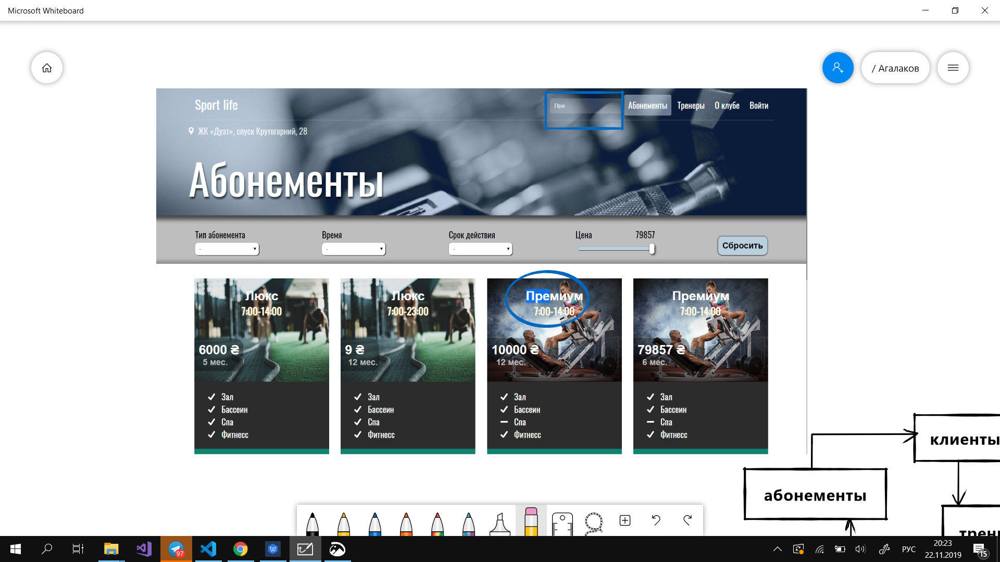 Microsoft Whiteboard
/ Агалаков
Sport life
Пре
Абонементы
Тренеры
О клубе
Войти
ЖК «Дуэт», спуск Крутогорний, 28
Абонементы
Тип абонемента
-
Время
-
Срок действия
-
Цена
79857
Сбросить
Люкс
7:00-14:00
6000 ₴
5 мес.
Зал
Бассеин
Спа
Фитнесс
Люкс
7:00-23:00
9 ₴
12 мес.
Зал
Бассеин
Спа
Фитнесс
Премиум
7:00-14:00
10000 ₴
12 мес.
Зал
Бассеин
Спа
Фитнесс
Премиум
7:00-14:00
79857 ₴
6 мес.
Зал
Бассеин
Спа
Фитнесс
клиенты
абонементы
трен
97
РУС
20:23
22.11.2019
15